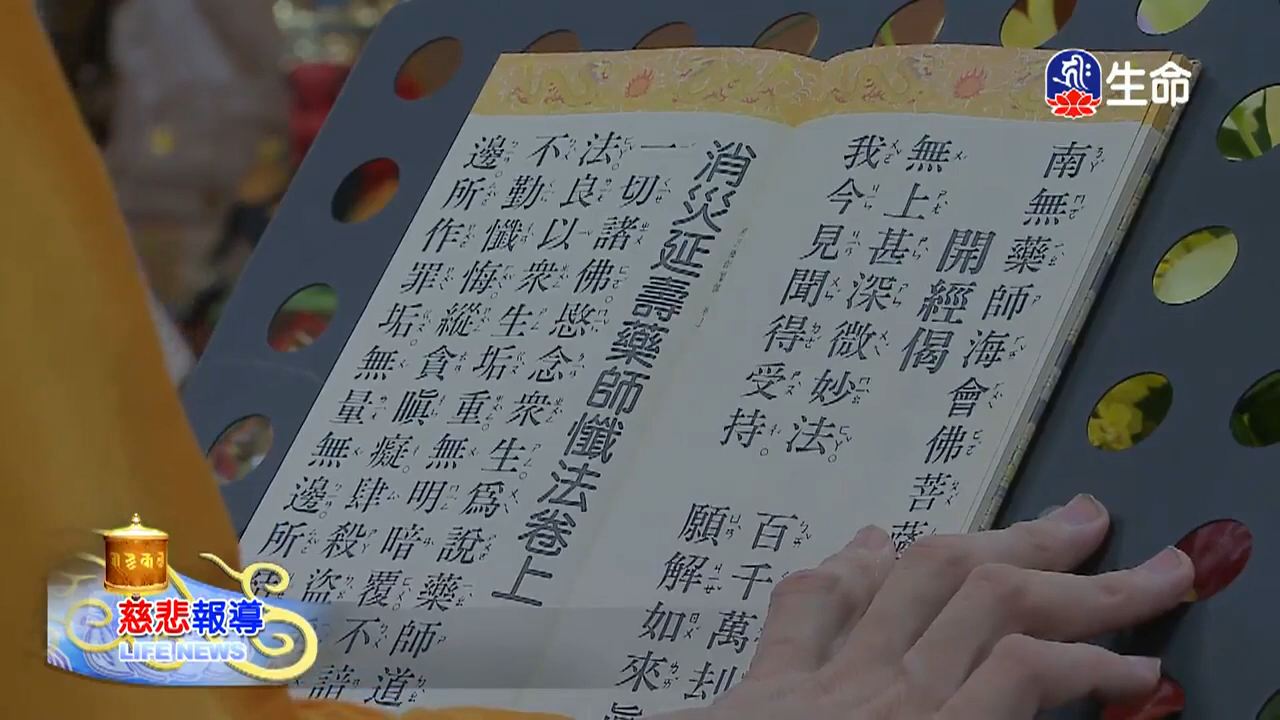 生命
南無藥師海會佛菩薩
開經偈
無上甚深微妙法。百千萬劫
我今見聞得受持。願解如來
消災延壽藥師懺法卷上
一切諸佛愍念衆生。爲說藥師道
法。良以衆生垢重。無明暗覆。不諳
不勤懺悔。縱貪瞋癡。肆殺盜
邊。所作罪垢。無量無邊。所
慈悲報導
LIFE NEWS